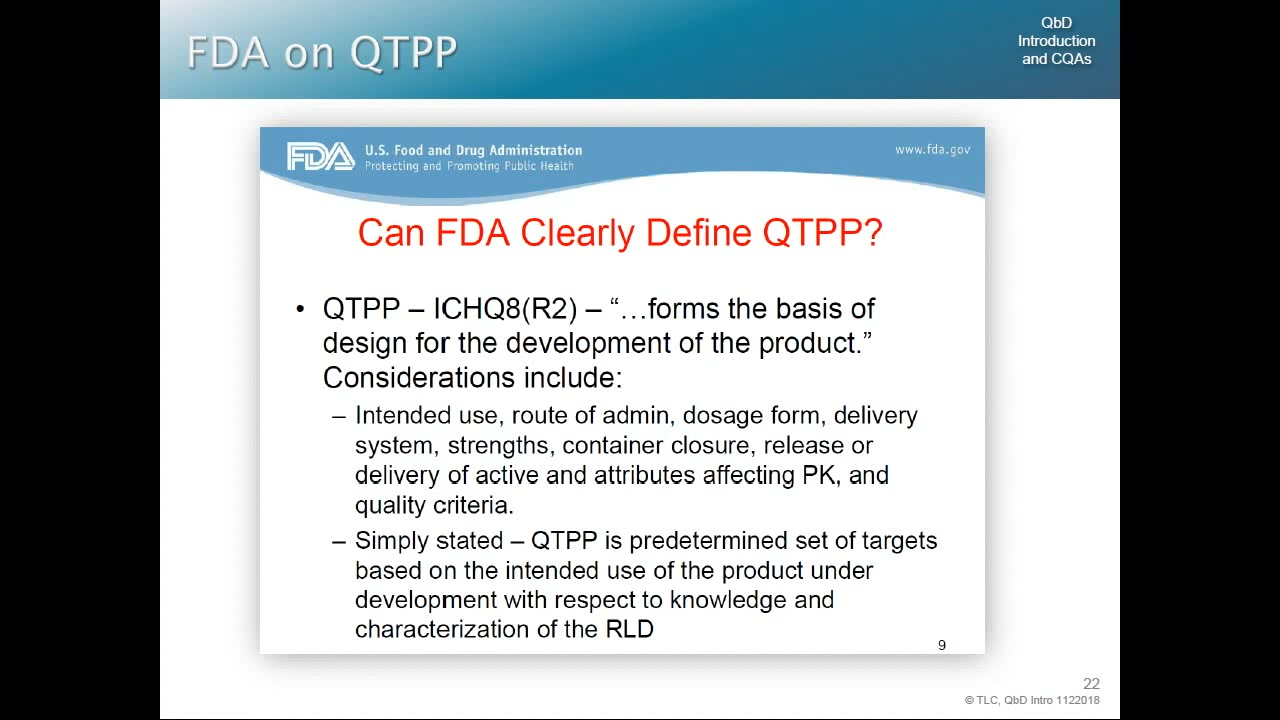 FDA on QTPP
QbD
Introduction
and CQAs
FDA
U.S. Food and Drug Administration
Protecting and Promoting Public Health
www.fda.gov
Can FDA Clearly Define QTPP?
• QTPP – ICHQ8(R2) – “…forms the basis of
design for the development of the product.”
Considerations include:
– Intended use, route of admin, dosage form, delivery
system, strengths, container closure, release or
delivery of active and attributes affecting PK, and
quality criteria.
– Simply stated – QTPP is predetermined set of targets
based on the intended use of the product under
development with respect to knowledge and
characterization of the RLD
9
22
© TLC, QbD Intro 1122018